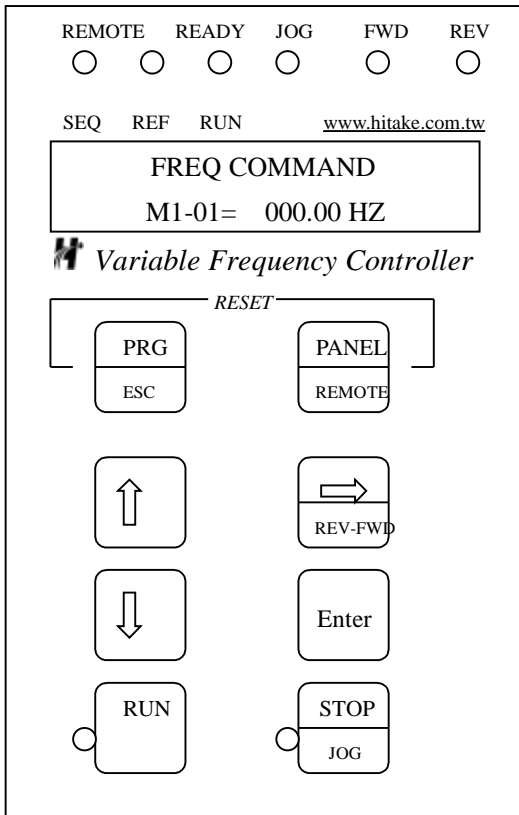 REMOTE READY JOG FWD REV
SEQ REF RUN www.hitake.com.tw
FREQ COMMAND
M1-01= 000.00 HZ
H Variable Frequency Controller
RESET
PRG PANEL
ESC REMOTE
REV-FWD
Enter
RUN STOP
JOG